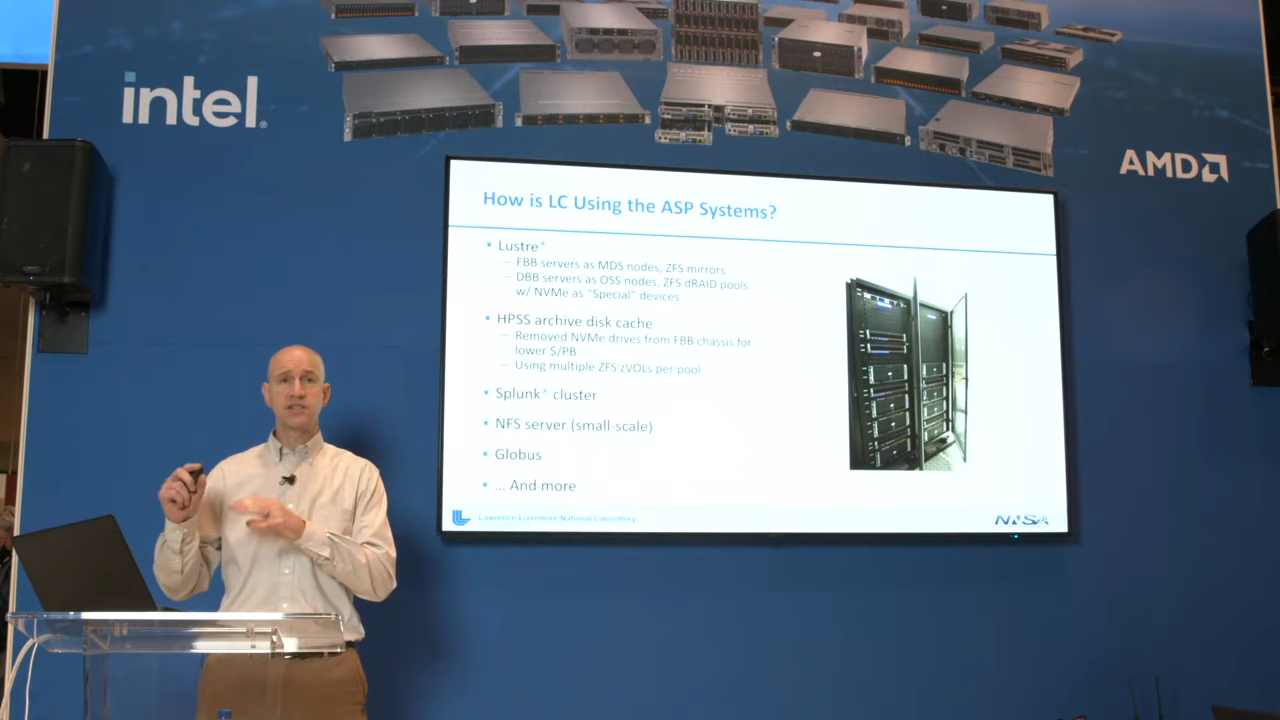 intel
AMD
How is LC Using the ASP Systems?
Lustre®
FBB servers as MDS nodes, ZFS mirrors
DBB servers as OSS nodes, ZFS dRAID pools
w/ NVMe as "Special" devices
HPSS archive disk cache
Removed NVMe drives from FBB chassis for
lower $/PB
Using multiple ZFS zVOLs per pool
Splunk® cluster
NFS server (small-scale)
Globus
... And more
Lawrence Livermore National Laboratory
NNSA